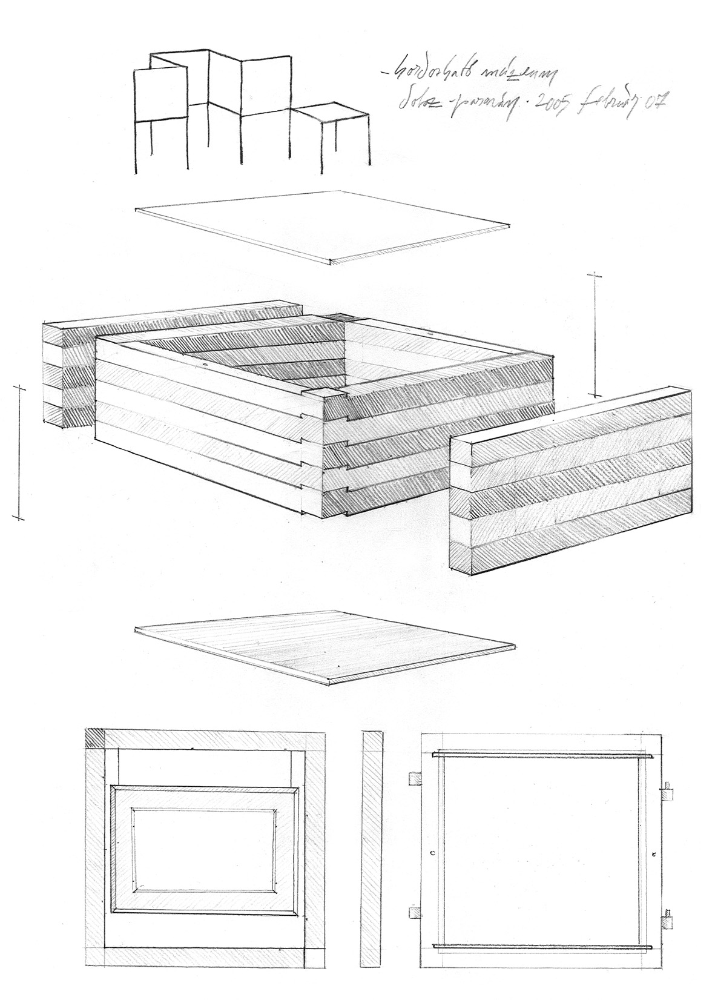 - hordozható múzeum
doboz - paraván · 2005 február 07